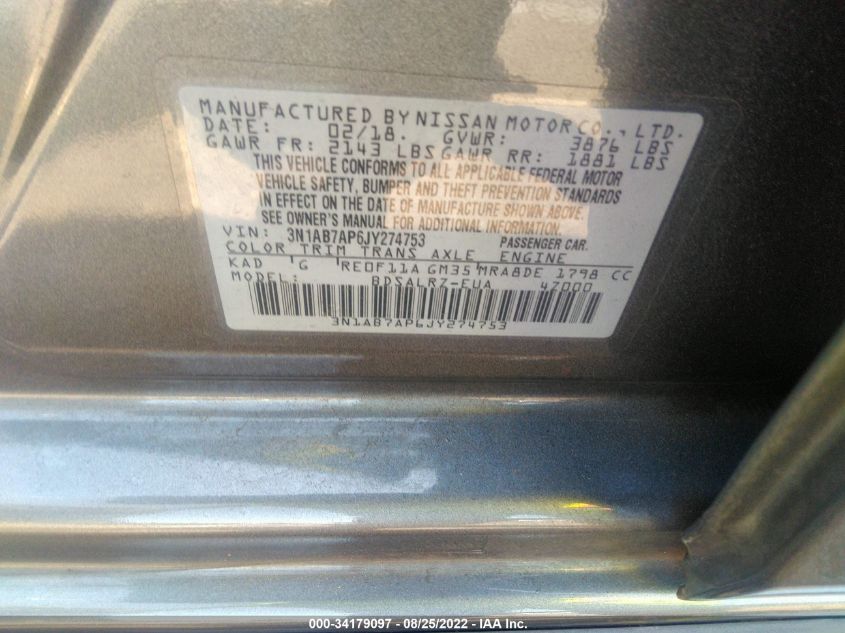 MANUFACTURED BY NISSAN MOTOR CO., LTD.
DATE: 02/18. GVWR: 3876 LBS
GAWR FR: 2143 LBS GAWR RR: 1881 LBS
THIS VEHICLE CONFORMS TO ALL APPLICABLE FEDERAL MOTOR
VEHICLE SAFETY, BUMPER AND THEFT PREVENTION STANDARDS
IN EFFECT ON THE DATE OF MANUFACTURE SHOWN ABOVE.
SEE OWNER'S MANUAL FOR ADDITIONAL INFORMATION.
VIN: 3N1AB7AP6JY274753 PASSENGER CAR.
COLOR TRIM TRANS AXLE ENGINE
KAD G RE0F11A GM35 MRA8DE 1798 CC
MODEL: BDSALRZ-EUA 47000
3N1AB7AP6JY274753
000-34179097 - 08/25/2022 - IAA Inc.